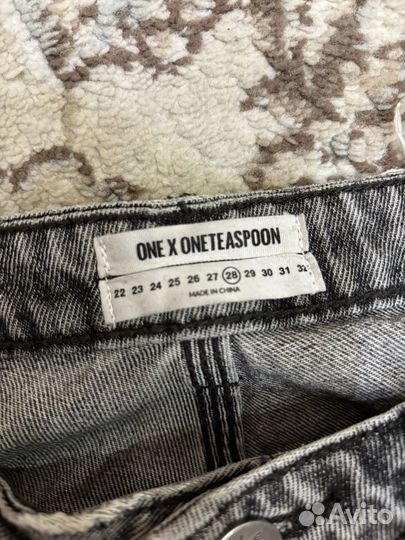 ONE X ONETEASPOON
22 23 24 25 26 27 28 29 30 31 32
MADE IN CHINA
Avito